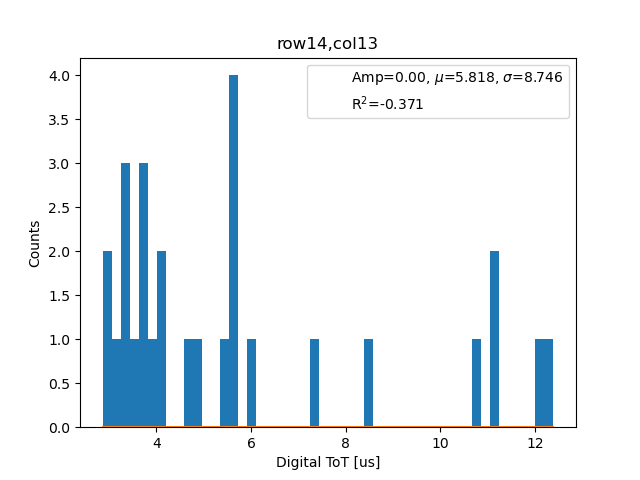 row14,col13
Amp=0.00, μ=5.818, σ=8.746
R²=-0.371
Counts
4.0
3.5
3.0
2.5
2.0
1.5
1.0
0.5
0.0
4 6 8 10 12
Digital ToT [us]